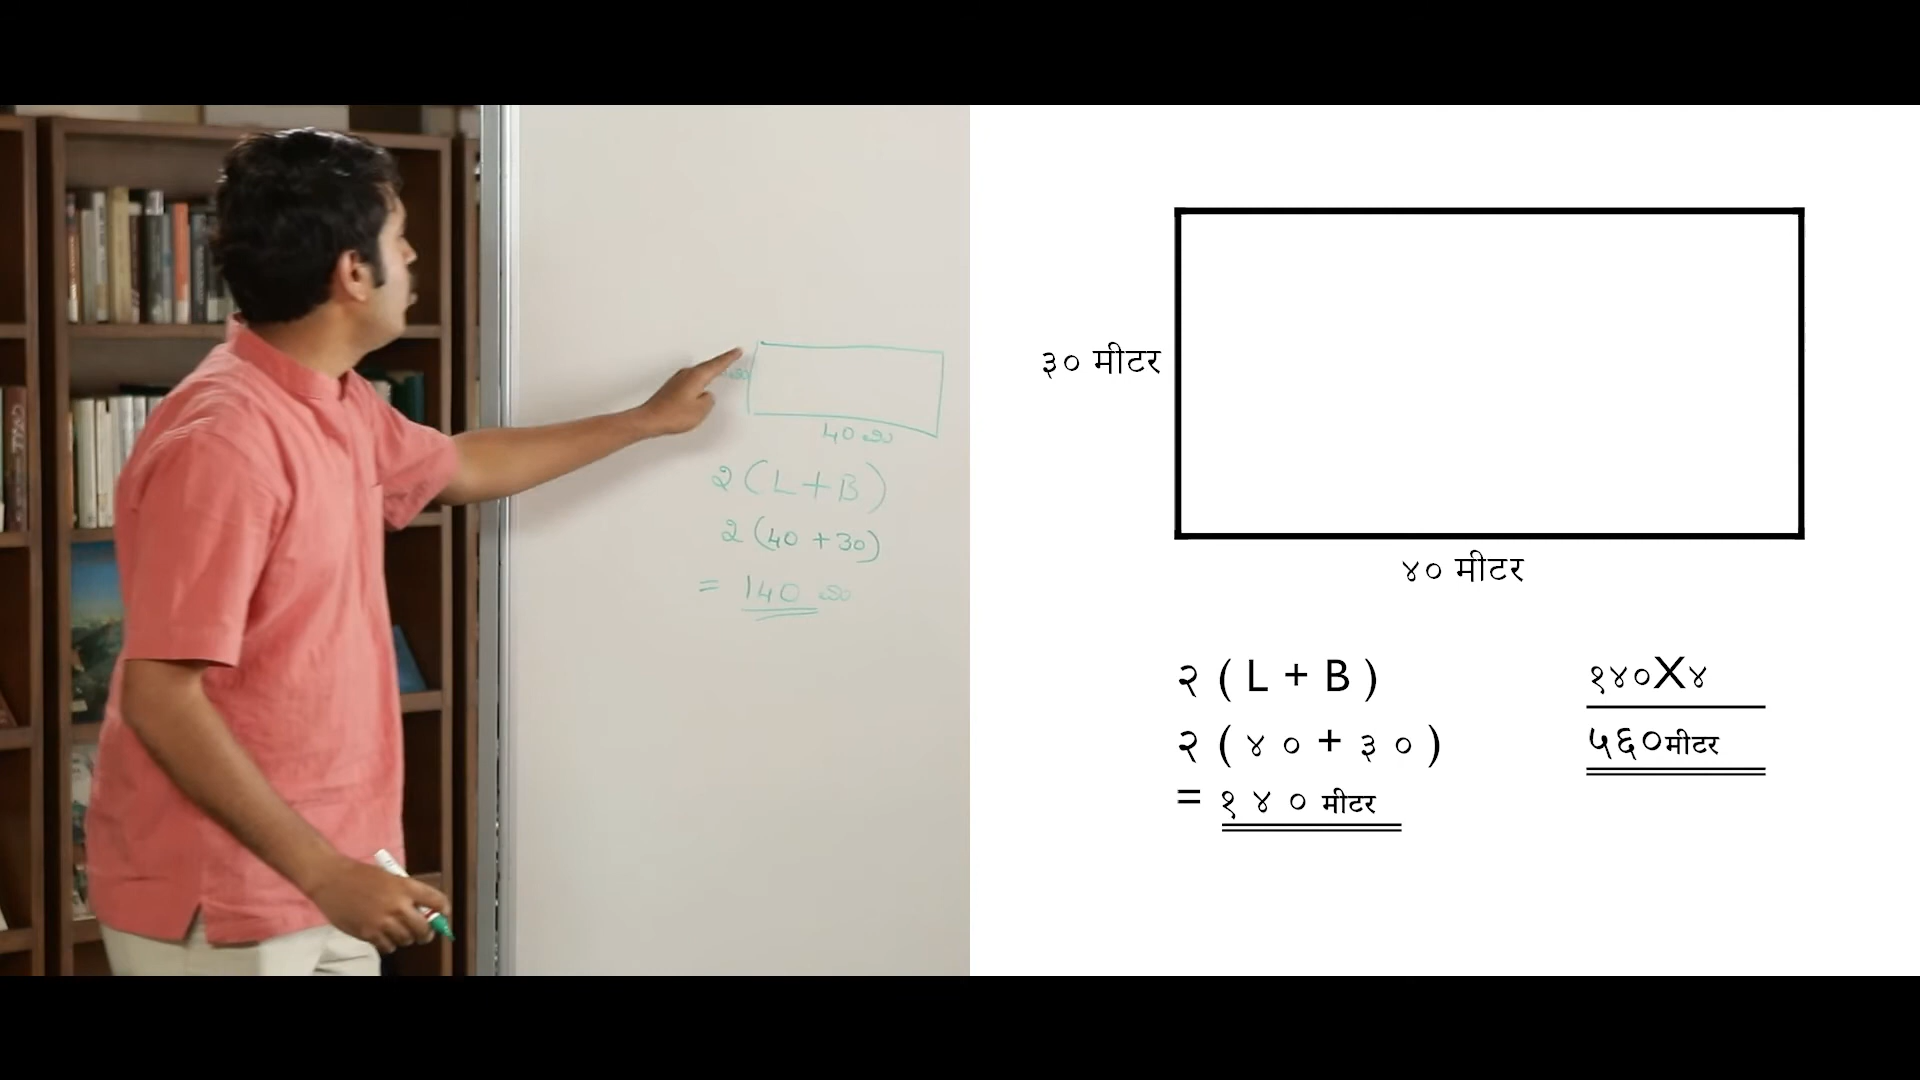 40 മീ
2 (L+B)
2 (40 +30)
= 140 മീ
३० मीटर
४० मीटर
२ ( L + B )
२ ( ४ ० + ३ ० )
= १ ४ ० मीटर
१४०X४
५६०मीटर